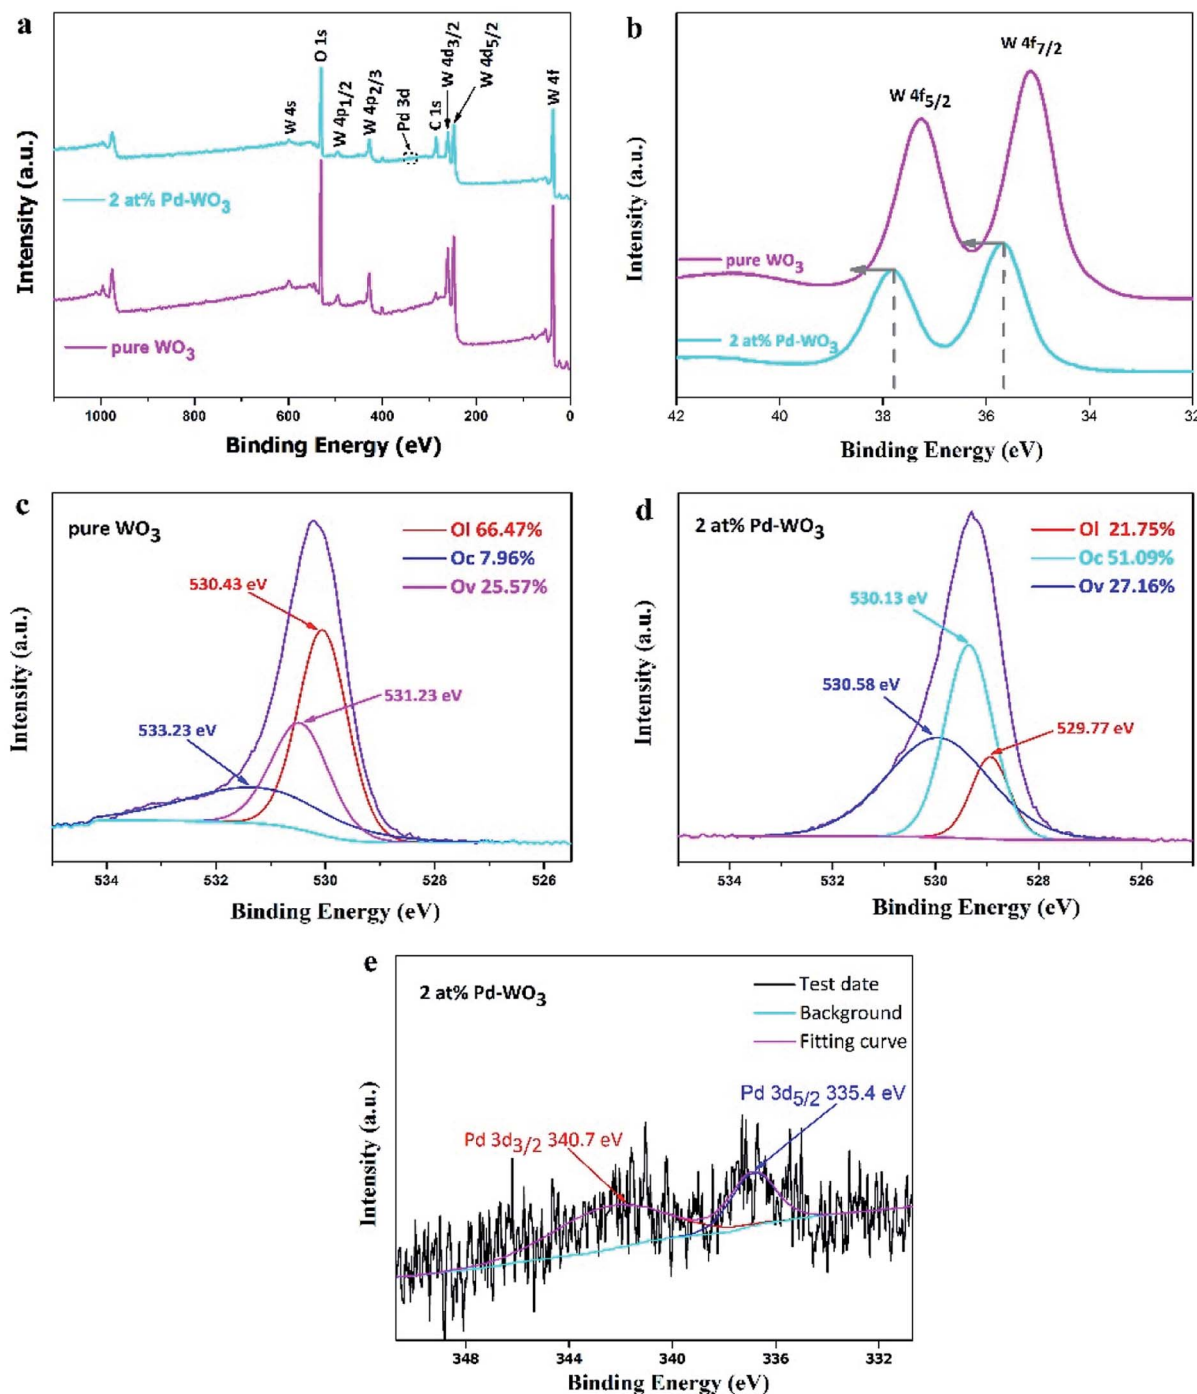 a
Intensity (a.u.)
W 4s
O 1s
W 4p1/2
W 4p2/3
Pd 3d
C 1s
W 4d3/2
W 4d5/2
W 4f
2 at% Pd-WO3
pure WO3
1000 800 600 400 200 0
Binding Energy (eV)
b
Intensity (a.u.)
W 4f7/2
W 4f5/2
pure WO3
2 at% Pd-WO3
42 40 38 36 34 32
Binding Energy (eV)
c
pure WO3
Ol 66.47%
Oc 7.96%
Ov 25.57%
530.43 eV
531.23 eV
533.23 eV
Intensity (a.u.)
534 532 530 528 526
Binding Energy (eV)
d
2 at% Pd-WO3
Ol 21.75%
Oc 51.09%
Ov 27.16%
530.13 eV
530.58 eV
529.77 eV
Intensity (a.u.)
534 532 530 528 526
Binding Energy (eV)
e
2 at% Pd-WO3
Test date
Background
Fitting curve
Pd 3d5/2 335.4 eV
Pd 3d3/2 340.7 eV
Intensity (a.u.)
348 344 340 336 332
Binding Energy (eV)